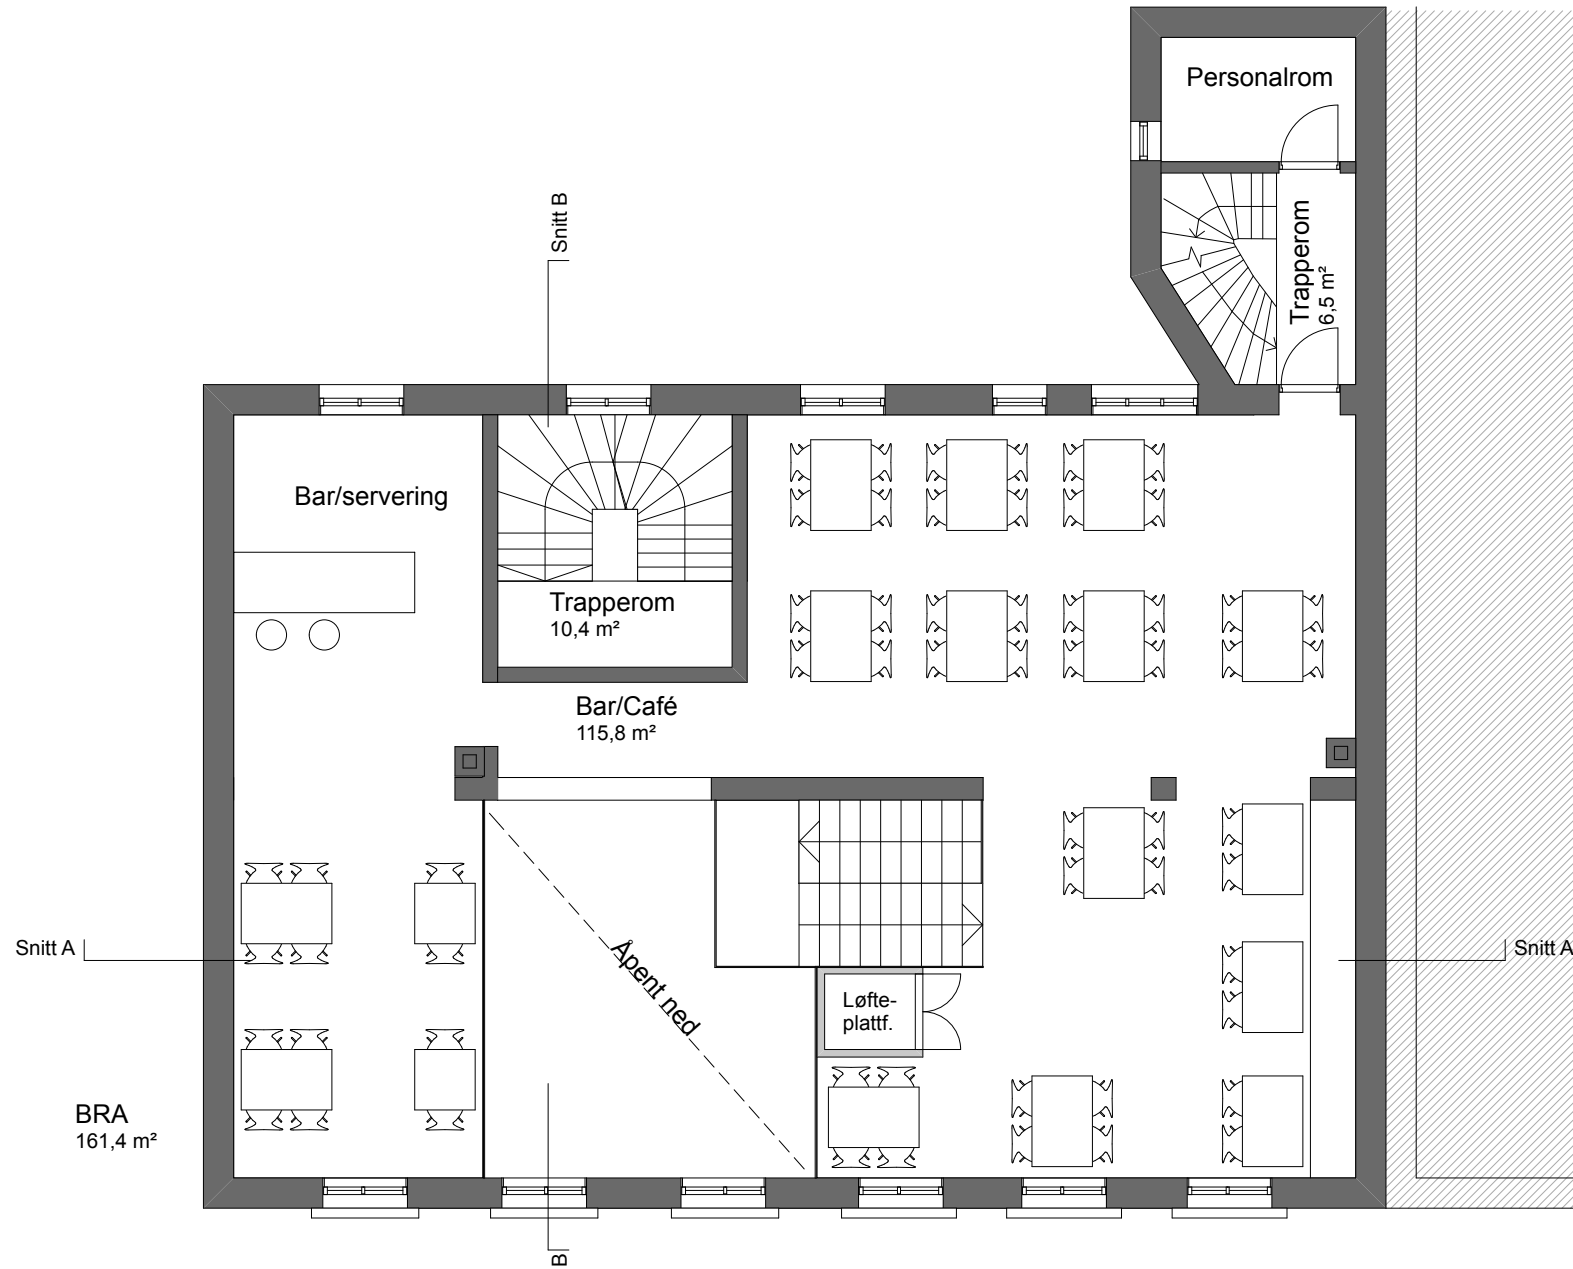 Personalrom
Snitt B
Trapperom
6,5 m²
Bar/servering
Trapperom
10,4 m²
Bar/Café
115,8 m²
Snitt A
Snitt A
Åpent ned
Løfte-
plattf.
BRA
161,4 m²
B